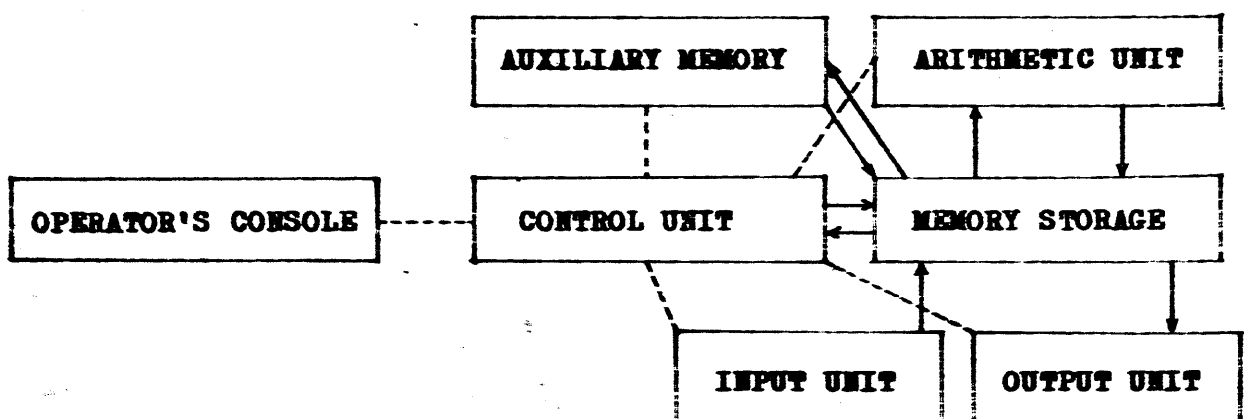 AUXILIARY MEMORY
ARITHMETIC UNIT
OPERATOR'S CONSOLE
CONTROL UNIT
MEMORY STORAGE
INPUT UNIT
OUTPUT UNIT